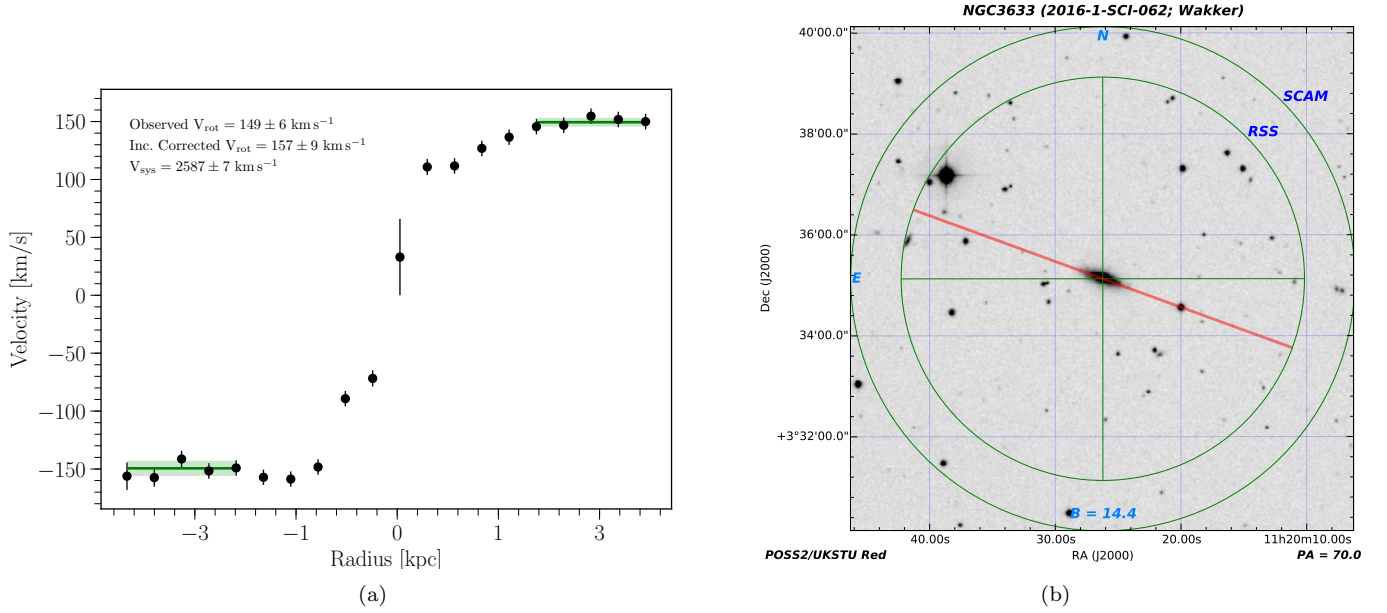 NGC3633 (2016-1-SCI-062; Wakker)
Observed V_rot = 149 ± 6 km s⁻¹
Inc. Corrected V_rot = 157 ± 9 km s⁻¹
V_sys = 2587 ± 7 km s⁻¹
150
100
50
0
−50
−100
−150
Velocity [km/s]
−3
−1
0
1
3
Radius [kpc]
(a)
40'00.0"
38'00.0"
36'00.0"
34'00.0"
+3°32'00.0"
Dec (J2000)
N
SCAM
RSS
E
B = 14.4
40.00s
30.00s
20.00s
11h20m10.00s
RA (J2000)
POSS2/UKSTU Red
PA = 70.0
(b)